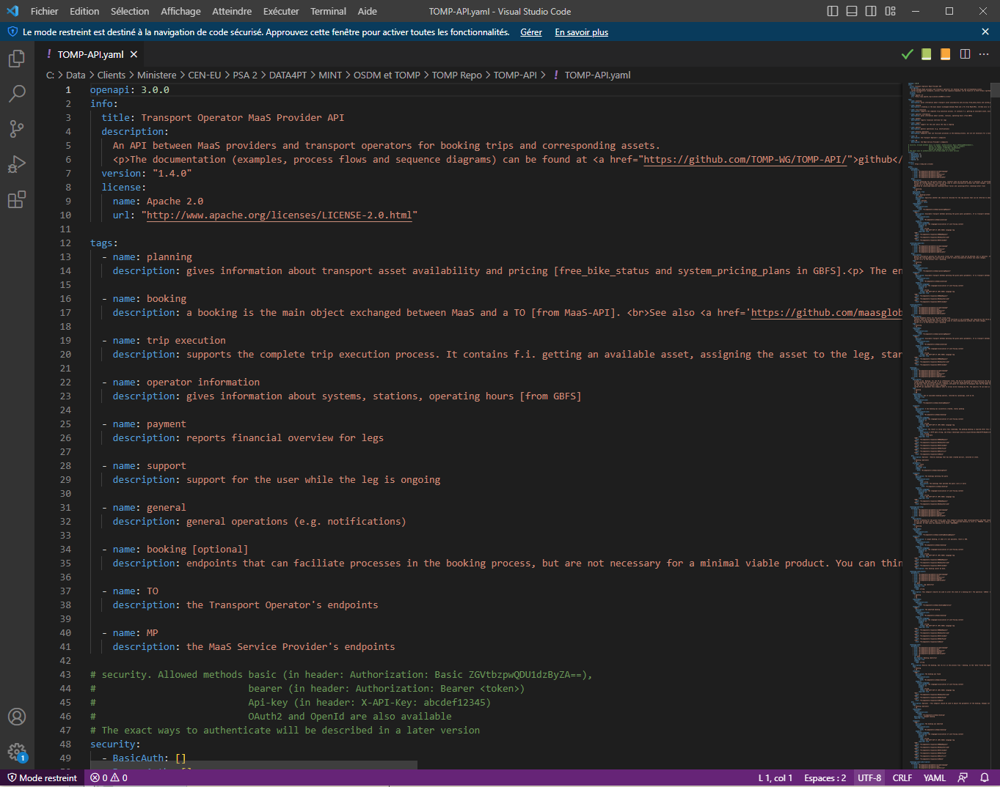 Fichier Edition Sélection Affichage Atteindre Exécuter Terminal Aide TOMP-API.yaml - Visual Studio Code
Le mode restreint est destiné à la navigation de code sécurisé. Approuvez cette fenêtre pour activer toutes les fonctionnalités. Gérer En savoir plus
! TOMP-API.yaml
C: > Data > Clients > Ministere > CEN-EU > PSA 2 > DATA4PT > MINT > OSDM et TOMP > TOMP Repo > TOMP-API > ! TOMP-API.yaml
1 openapi: 3.0.0
2 info:
3 title: Transport Operator MaaS Provider API
4 description:
5 An API between MaaS providers and transport operators for booking trips and corresponding assets.
6 <p>The documentation (examples, process flows and sequence diagrams) can be found at <a href="https://github.com/TOMP-WG/TOMP-API/">github</
7 version: "1.4.0"
8 license:
9 name: Apache 2.0
10 url: "http://www.apache.org/licenses/LICENSE-2.0.html"
11
12 tags:
13 - name: planning
14 description: gives information about transport asset availability and pricing [free_bike_status and system_pricing_plans in GBFS].<p> The en
15
16 - name: booking
17 description: a booking is the main object exchanged between MaaS and a TO [from MaaS-API]. <br>See also <a href='https://github.com/maasglob
18
19 - name: trip execution
20 description: supports the complete trip execution process. It contains f.i. getting an available asset, assigning the asset to the leg, star
21
22 - name: operator information
23 description: gives information about systems, stations, operating hours [from GBFS]
24
25 - name: payment
26 description: reports financial overview for legs
27
28 - name: support
29 description: support for the user while the leg is ongoing
30
31 - name: general
32 description: general operations (e.g. notifications)
33
34 - name: booking [optional]
35 description: endpoints that can faciliate processes in the booking process, but are not necessary for a minimal viable product. You can thin
36
37 - name: TO
38 description: the Transport Operator's endpoints
39
40 - name: MP
41 description: the MaaS Service Provider's endpoints
42
43 # security. Allowed methods basic (in header: Authorization: Basic ZGVtbzpwQDU1dzByZA==),
44 # bearer (in header: Authorization: Bearer <token>)
45 # Api-key (in header: X-API-Key: abcdef12345)
46 # OAuth2 and OpenId are also available
47 # The exact ways to authenticate will be described in a later version
48 security:
49 - BasicAuth: []
1
Mode restreint 0 0 L 1, col 1 Espaces : 2 UTF-8 CRLF YAML